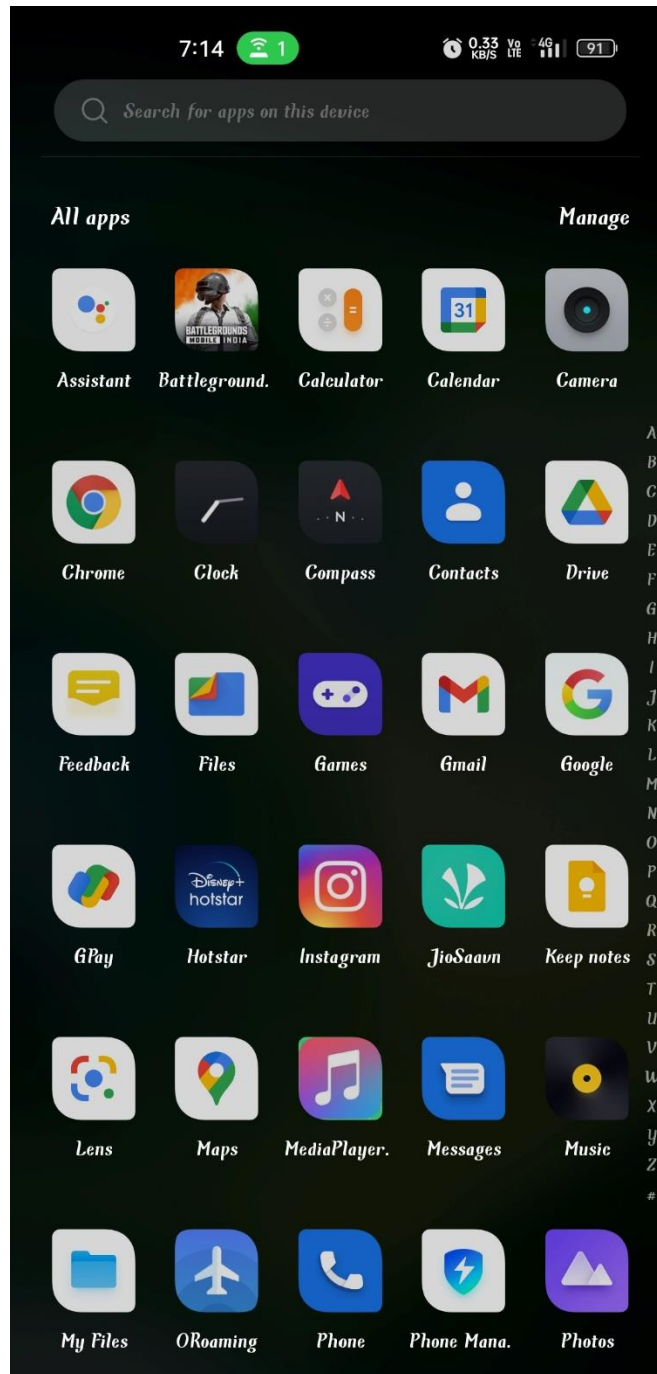 7:14 1 0.33 KB/S Vo LTE 4G 91
Search for apps on this device
All apps Manage
BATTLEGROUNDS
MOBILE INDIA
31
Assistant Battleground. Calculator Calendar Camera
N
Chrome Clock Compass Contacts Drive
Feedback Files Games Gmail Google
Disney+
hotstar
GPay Hotstar Instagram JioSaavn Keep notes
Lens Maps MediaPlayer. Messages Music
My Files ORoaming Phone Phone Mana. Photos
A
B
C
D
E
F
G
H
I
J
K
L
M
N
O
P
Q
R
S
T
U
V
W
X
Y
Z
#